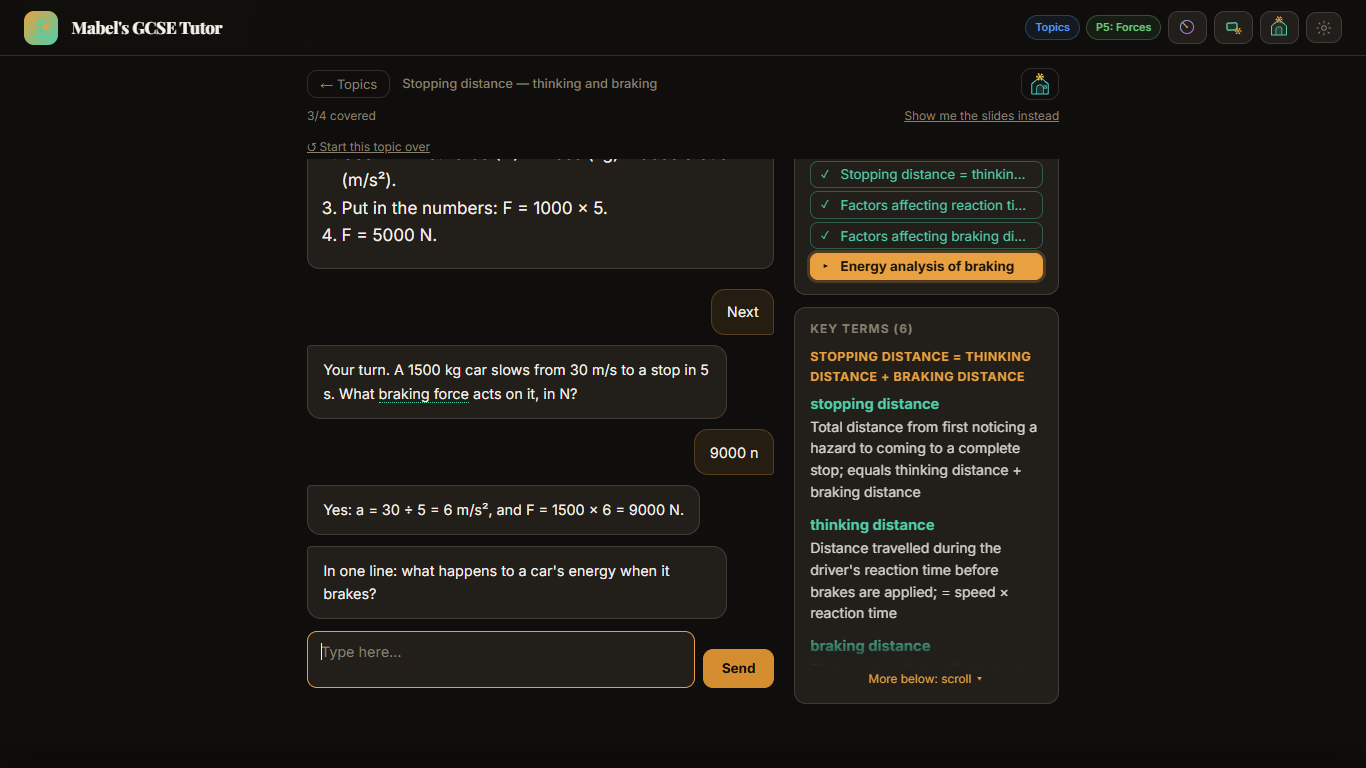 Mabel's GCSE Tutor
Topics
P5: Forces
← Topics
Stopping distance — thinking and braking
3/4 covered
Show me the slides instead
↺ Start this topic over
(m/s²).
3. Put in the numbers: F = 1000 × 5.
4. F = 5000 N.
Next
Your turn. A 1500 kg car slows from 30 m/s to a stop in 5
s. What braking force acts on it, in N?
9000 n
Yes: a = 30 ÷ 5 = 6 m/s², and F = 1500 × 6 = 9000 N.
In one line: what happens to a car's energy when it
brakes?
Type here...
Send
✓ Stopping distance = thinkin...
✓ Factors affecting reaction ti...
✓ Factors affecting braking di...
▸ Energy analysis of braking
KEY TERMS (6)
STOPPING DISTANCE = THINKING
DISTANCE + BRAKING DISTANCE
stopping distance
Total distance from first noticing a
hazard to coming to a complete
stop; equals thinking distance +
braking distance
thinking distance
Distance travelled during the
driver's reaction time before
brakes are applied; = speed ×
reaction time
braking distance
More below: scroll ▾